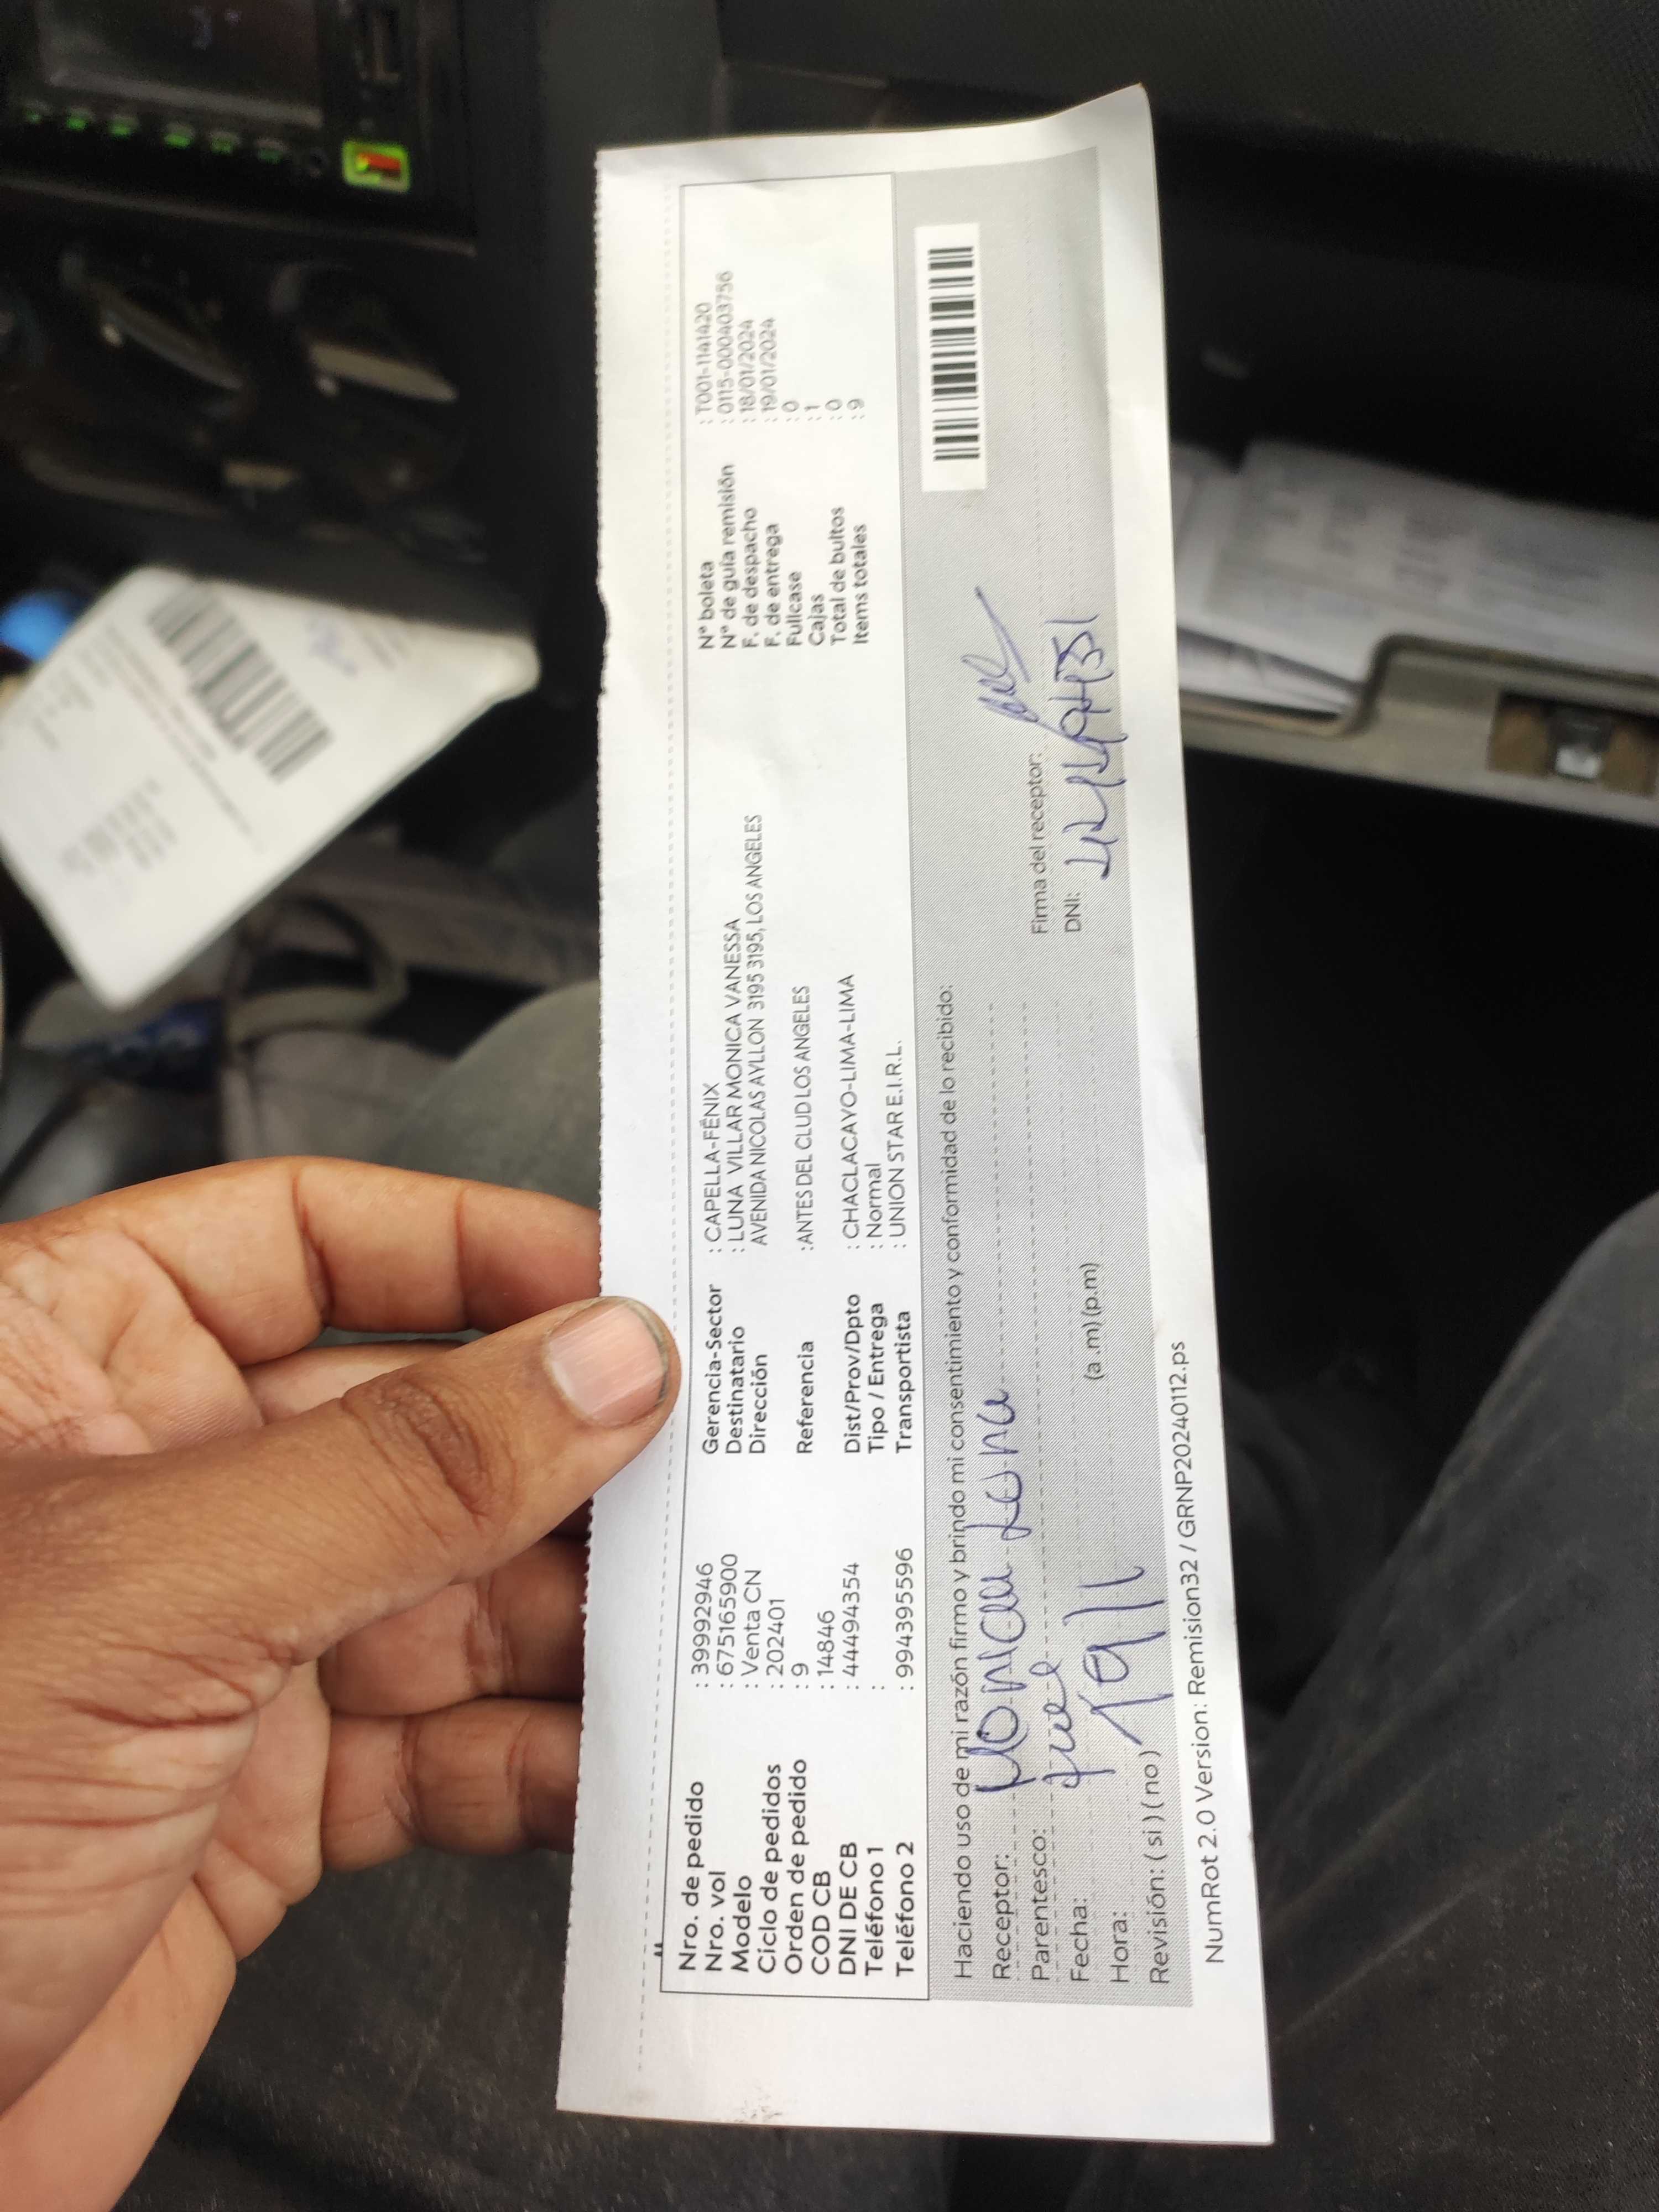 Nro. de pedido : 39992946
Nro. vol : 675165900
Modelo : Venta CN
Ciclo de pedidos : 202401
Orden de pedido : 9
COD CB : 14846
DNI DE CB : 44494354
Teléfono 1 :
Teléfono 2 : 994395596
Gerencia-Sector : CAPELLA-FÉNIX
Destinatario : LUNA VILLAR MONICA VANESSA
Dirección AVENIDA NICOLAS AYLLON 3195 3195, LOS ANGELES
Referencia :ANTES DEL CLUD LOS ANGELES
Dist/Prov/Dpto : CHACLACAYO-LIMA-LIMA
Tipo / Entrega : Normal
Transportista : UNION STAR E.I.R.L.
N° boleta : T001-1141420
N° de guía remisión : 0115-000403756
F. de despacho : 18/01/2024
F. de entrega : 19/01/2024
Fullcase : 0
Cajas : 1
Total de bultos : 0
Items totales : 9
Haciendo uso de mi razón firmo y brindo mi consentimiento y conformidad de lo recibido:
Receptor: Monica Luna
Parentesco:
Fecha:
Hora: (a .m) (p.m)
Revisión: ( si ) ( no )
Firma del receptor:
DNI:
NumRot 2.0 Version: Remision32 / GRNP20240112.ps